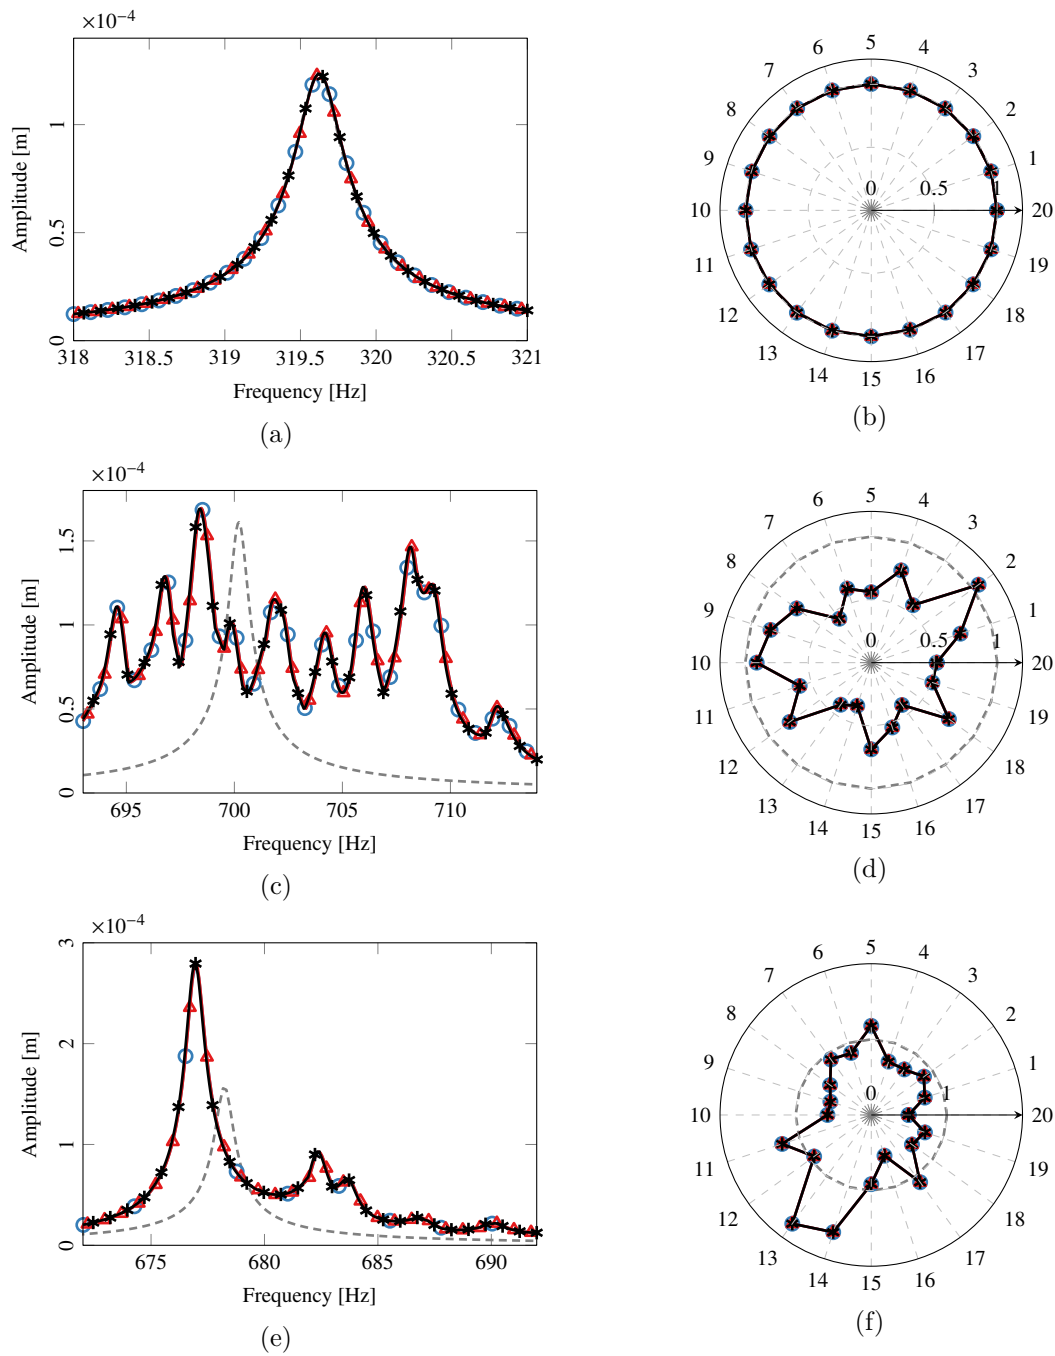 ×10⁻⁴
1
0.5
0
Amplitude [m]
318 318.5 319 319.5 320 320.5 321
Frequency [Hz]
(a)
5
6 4
7 3
8 2
9 1
0 0.5 1
10 20
11 19
12 18
13 17
14 16
15
(b)
×10⁻⁴
1.5
1
0.5
0
Amplitude [m]
695 700 705 710
Frequency [Hz]
(c)
5
6 4
7 3
8 2
9 1
0 0.5 1
10 20
11 19
12 18
13 17
14 16
15
(d)
×10⁻⁴
3
2
1
0
Amplitude [m]
675 680 685 690
Frequency [Hz]
(e)
5
6 4
7 3
8 2
9 1
0 1
10 20
11 19
12 18
13 17
14 16
15
(f)